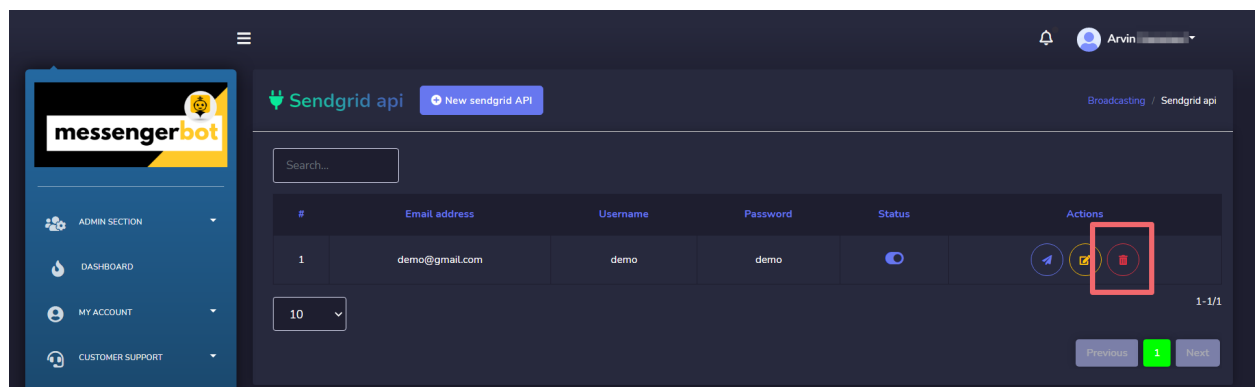 Arvin
messengerbot
Sendgrid api
New sendgrid API
Broadcasting / Sendgrid api
Search...
# Email address Username Password Status Actions
1 demo@gmail.com demo demo
10
1-1/1
Previous 1 Next
ADMIN SECTION
DASHBOARD
MY ACCOUNT
CUSTOMER SUPPORT